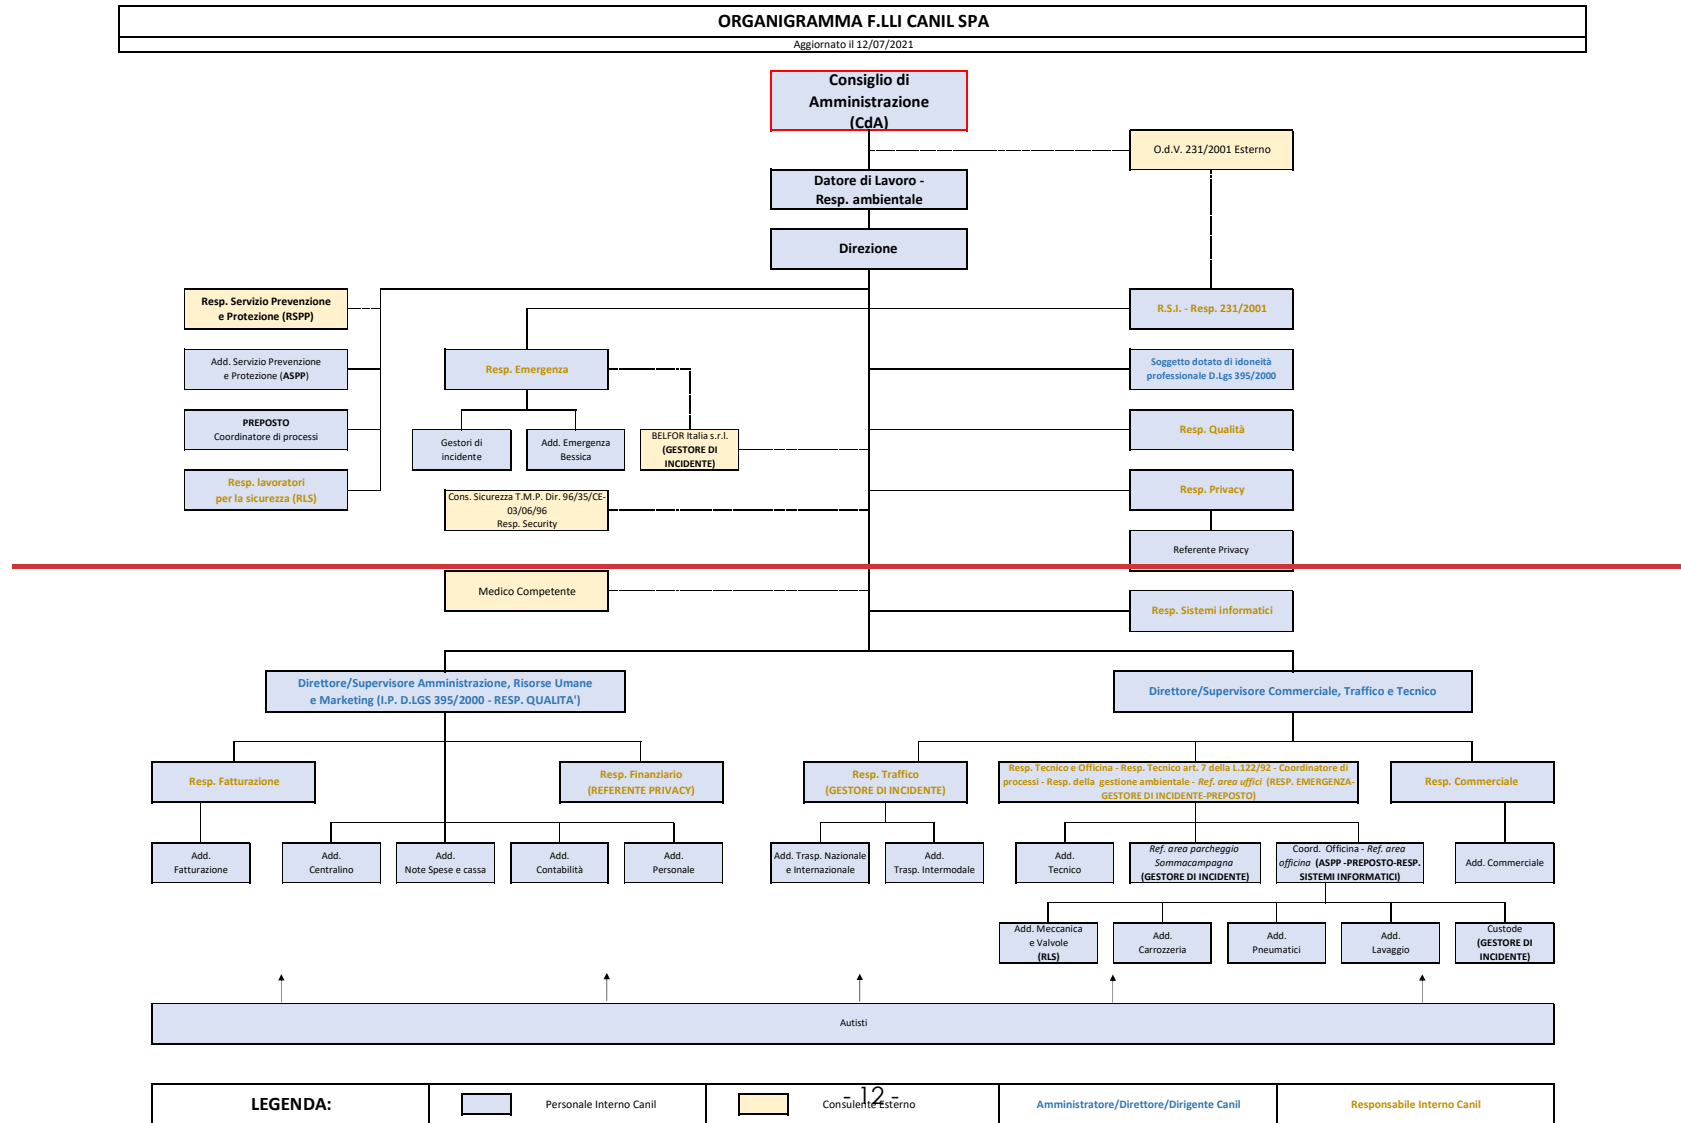 ORGANIGRAMMA F.LLI CANIL SPA
Aggiornato il 12/07/2021
Consiglio di
Amministrazione
(CdA)
O.d.V. 231/2001 Esterno
Datore di Lavoro -
Resp. ambientale
Direzione
Resp. Servizio Prevenzione
e Protezione (RSPP)
R.S.I. - Resp. 231/2001
Add. Servizio Prevenzione
e Protezione (ASPP)
Resp. Emergenza
Soggetto dotato di idoneità
professionale D.Lgs 395/2000
PREPOSTO
Coordinatore di processi
Gestori di
incidente
Add. Emergenza
Bessica
BELFOR Italia s.r.l.
(GESTORE DI
INCIDENTE)
Resp. Qualità
Resp. lavoratori
per la sicurezza (RLS)
Cons. Sicurezza T.M.P. Dir. 96/35/CE-
03/06/96
Resp. Security
Resp. Privacy
Referente Privacy
Medico Competente
Resp. Sistemi informatici
Direttore/Supervisore Amministrazione, Risorse Umane
e Marketing (I.P. D.LGS 395/2000 - RESP. QUALITA')
Direttore/Supervisore Commerciale, Traffico e Tecnico
Resp. Fatturazione
Resp. Finanziario
(REFERENTE PRIVACY)
Resp. Traffico
(GESTORE DI INCIDENTE)
Resp. Tecnico e Officina - Resp. Tecnico art. 7 della L.122/92 - Coordinatore di
processi - Resp. della gestione ambientale - Ref. area uffici (RESP. EMERGENZA-
GESTORE DI INCIDENTE-PREPOSTO)
Resp. Commerciale
Add.
Fatturazione
Add.
Centralino
Add.
Note Spese e cassa
Add.
Contabilità
Add.
Personale
Add. Trasp. Nazionale
e Internazionale
Add.
Trasp. Intermodale
Add.
Tecnico
Ref. area parcheggio
Sommacampagna
(GESTORE DI INCIDENTE)
Coord. Officina - Ref. area
officina (ASPP -PREPOSTO-RESP.
SISTEMI INFORMATICI)
Add. Commerciale
Add. Meccanica
e Valvole
(RLS)
Add.
Carrozzeria
Add.
Pneumatici
Add.
Lavaggio
Custode
(GESTORE DI
INCIDENTE)
Autisti
LEGENDA:
Personale Interno Canil
Consulente Esterno
- 12 -
Amministratore/Direttore/Dirigente Canil
Responsabile Interno Canil